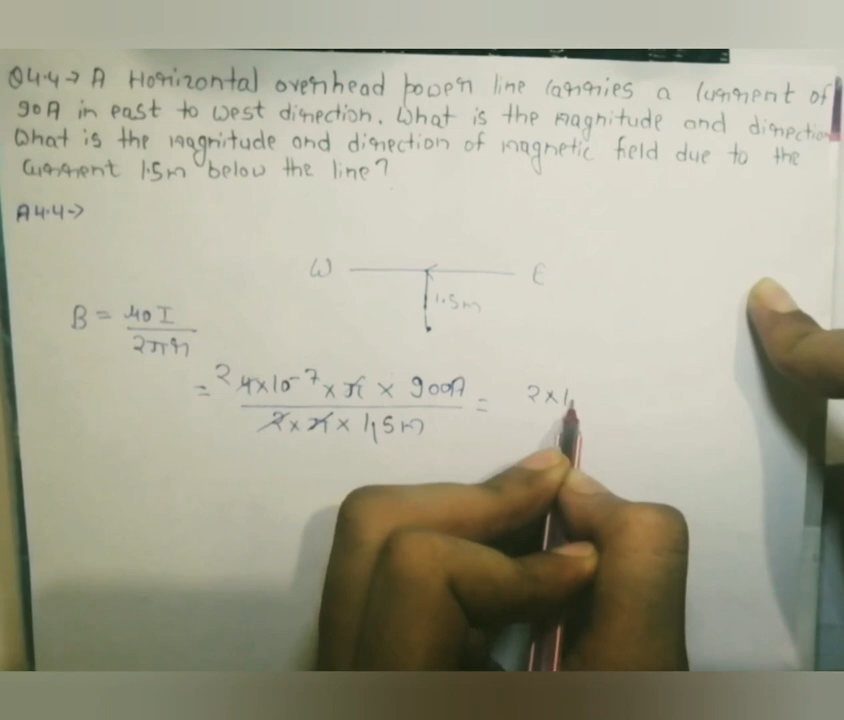 Q4.4→ A Horizontal overhead power line carries a current of
90A in east to west direction. What is the magnitude and direction
What is the magnitude and direction of magnetic field due to the
Current 1.5m below the line?
A4.4→
W E
1.5m
B = μ0 I
2πr
= 2 4×10⁻⁷ × π × 900A = 2×1
2 × π × 1,5m